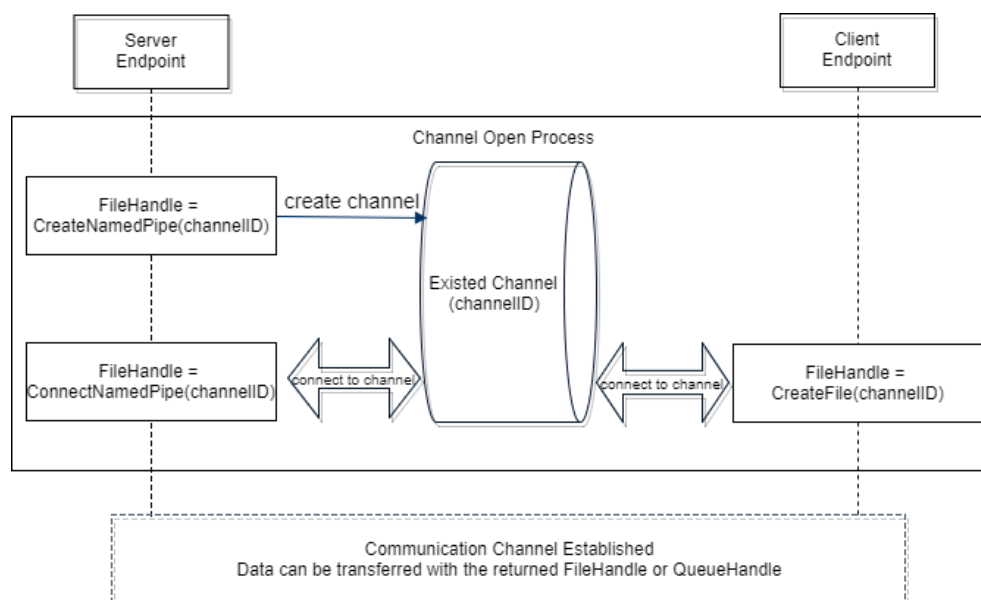 Server
Endpoint
Client
Endpoint
Channel Open Process
FileHandle =
CreateNamedPipe(channelID)
create channel
Existed Channel
(channelID)
FileHandle =
ConnectNamedPipe(channelID)
connect to channel
connect to channel
FileHandle =
CreateFile(channelID)
Communication Channel Established
Data can be transferred with the returned FileHandle or QueueHandle